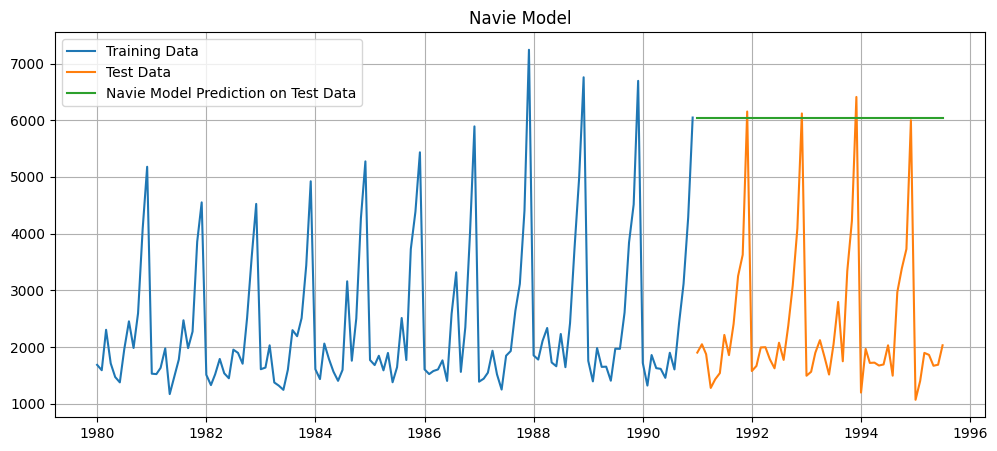 Navie Model
Training Data
Test Data
Navie Model Prediction on Test Data
7000
6000
5000
4000
3000
2000
1000
1980 1982 1984 1986 1988 1990 1992 1994 1996